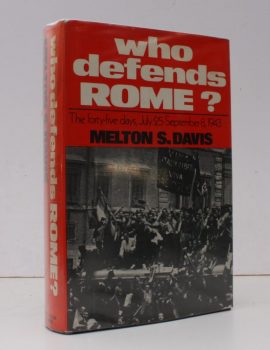 who
defends
ROME?
The forty-five days, July 25-September 8, 1943
MELTON S. DAVIS
who defends ROME?